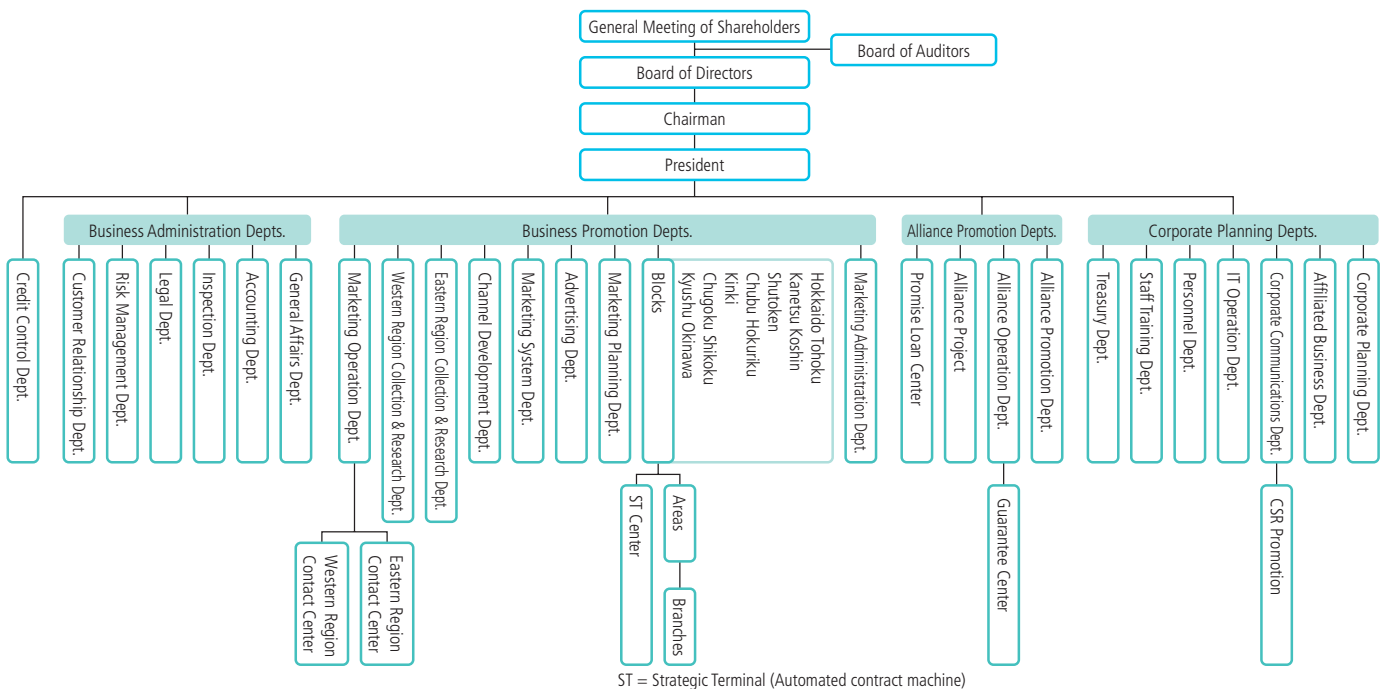 General Meeting of Shareholders
Board of Auditors
Board of Directors
Chairman
President
Business Administration Depts.
Business Promotion Depts.
Alliance Promotion Depts.
Corporate Planning Depts.
Credit Control Dept.
Customer Relationship Dept.
Risk Management Dept.
Legal Dept.
Inspection Dept.
Accounting Dept.
General Affairs Dept.
Marketing Operation Dept.
Western Region Collection & Research Dept.
Eastern Region Collection & Research Dept.
Channel Development Dept.
Marketing System Dept.
Advertising Dept.
Marketing Planning Dept.
Blocks
Kyushu Okinawa
Chugoku Shikoku
Kinki
Chubu Hokuriku
Shutoken
Kanetsu Koshin
Hokkaido Tohoku
Marketing Administration Dept.
Promise Loan Center
Alliance Project
Alliance Operation Dept.
Alliance Promotion Dept.
Treasury Dept.
Staff Training Dept.
Personnel Dept.
IT Operation Dept.
Corporate Communications Dept.
Affiliated Business Dept.
Corporate Planning Dept.
ST Center
Areas
Guarantee Center
CSR Promotion
Western Region
Contact Center
Eastern Region
Contact Center
Branches
ST = Strategic Terminal (Automated contract machine)